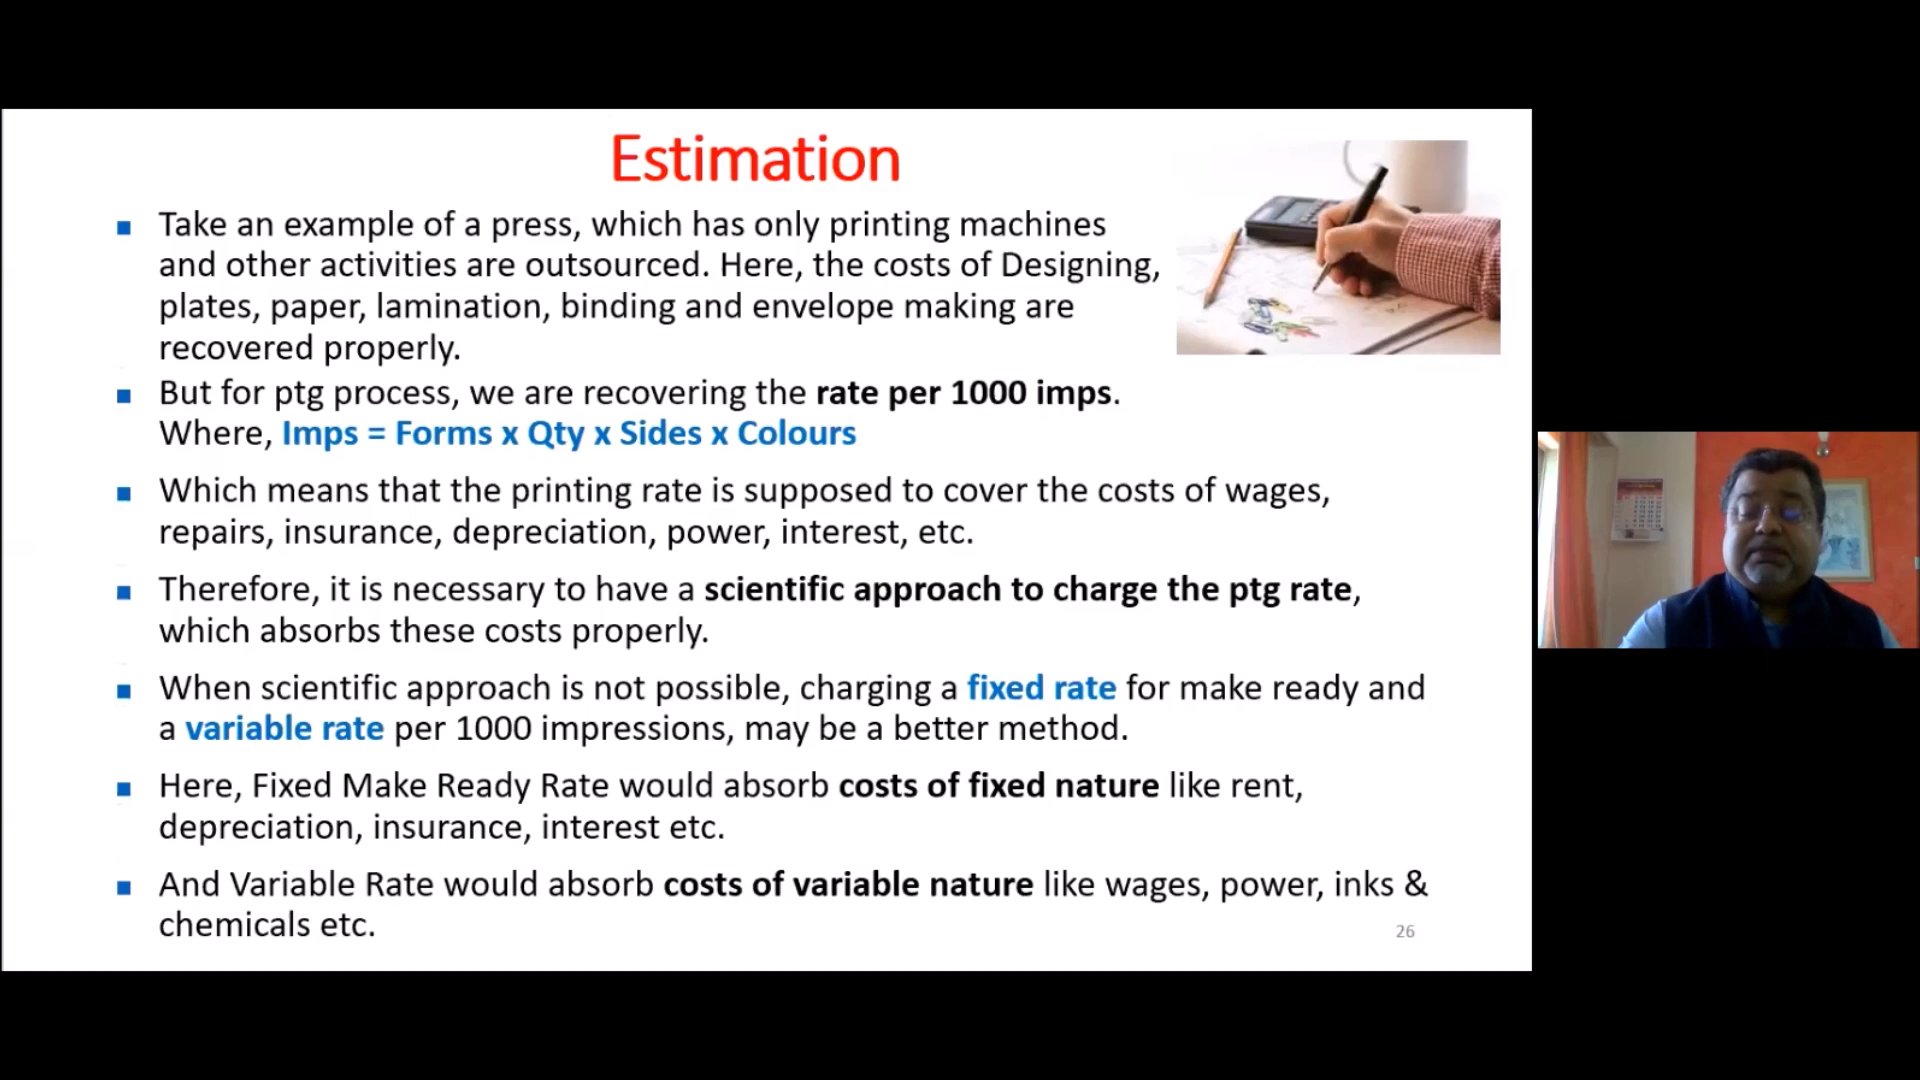 Estimation
Take an example of a press, which has only printing machines
and other activities are outsourced. Here, the costs of Designing,
plates, paper, lamination, binding and envelope making are
recovered properly.
But for ptg process, we are recovering the rate per 1000 imps.
Where, Imps = Forms x Qty x Sides x Colours
Which means that the printing rate is supposed to cover the costs of wages,
repairs, insurance, depreciation, power, interest, etc.
Therefore, it is necessary to have a scientific approach to charge the ptg rate,
which absorbs these costs properly.
When scientific approach is not possible, charging a fixed rate for make ready and
a variable rate per 1000 impressions, may be a better method.
Here, Fixed Make Ready Rate would absorb costs of fixed nature like rent,
depreciation, insurance, interest etc.
And Variable Rate would absorb costs of variable nature like wages, power, inks &
chemicals etc.
26